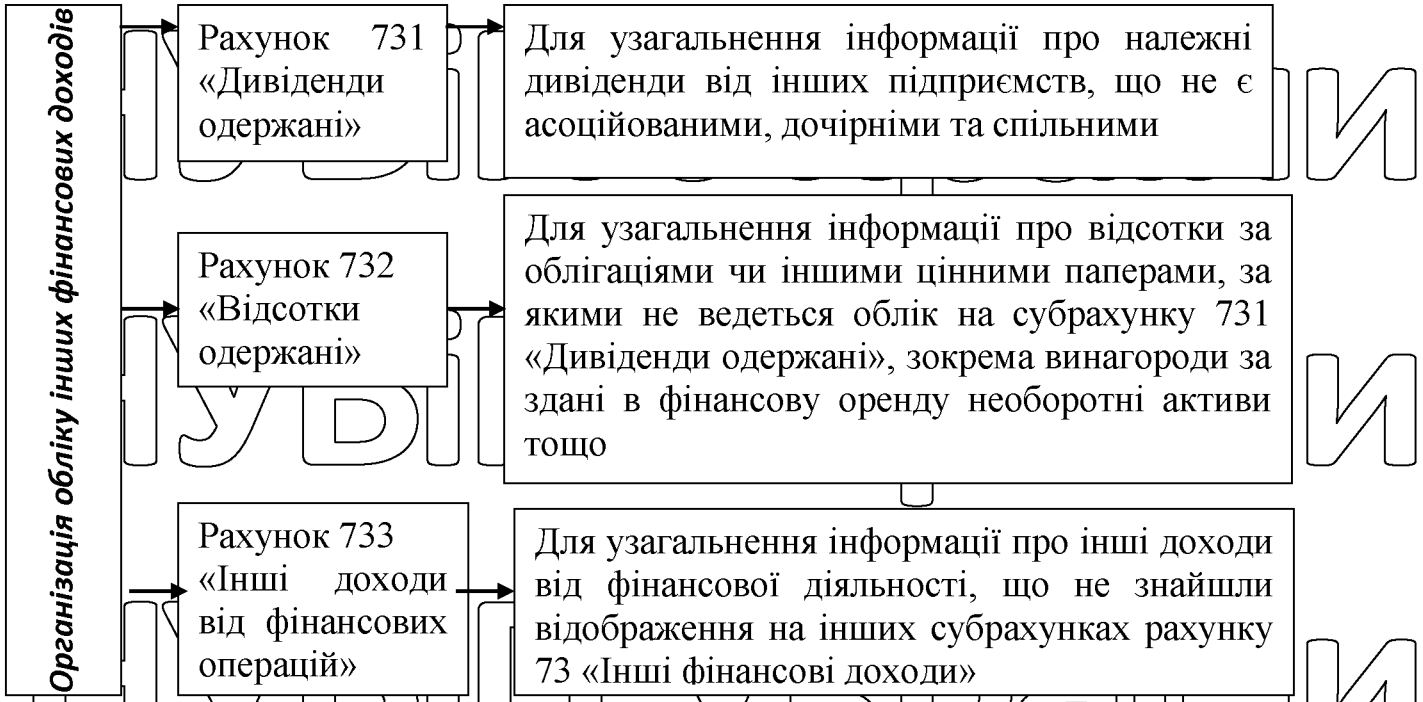 Організація обліку інших фінансових доходів
Рахунок 731
«Дивіденди
одержані»
Для узагальнення інформації про належні
дивіденди від інших підприємств, що не є
асоційованими, дочірніми та спільними
Рахунок 732
«Відсотки
одержані»
Для узагальнення інформації про відсотки за
облігаціями чи іншими цінними паперами, за
якими не ведеться облік на субрахунку 731
«Дивіденди одержані», зокрема винагороди за
здані в фінансову оренду необоротні активи
тощо
Рахунок 733
«Інші доходи
від фінансових
операцій»
Для узагальнення інформації про інші доходи
від фінансової діяльності, що не знайшли
відображення на інших субрахунках рахунку
73 «Інші фінансові доходи»